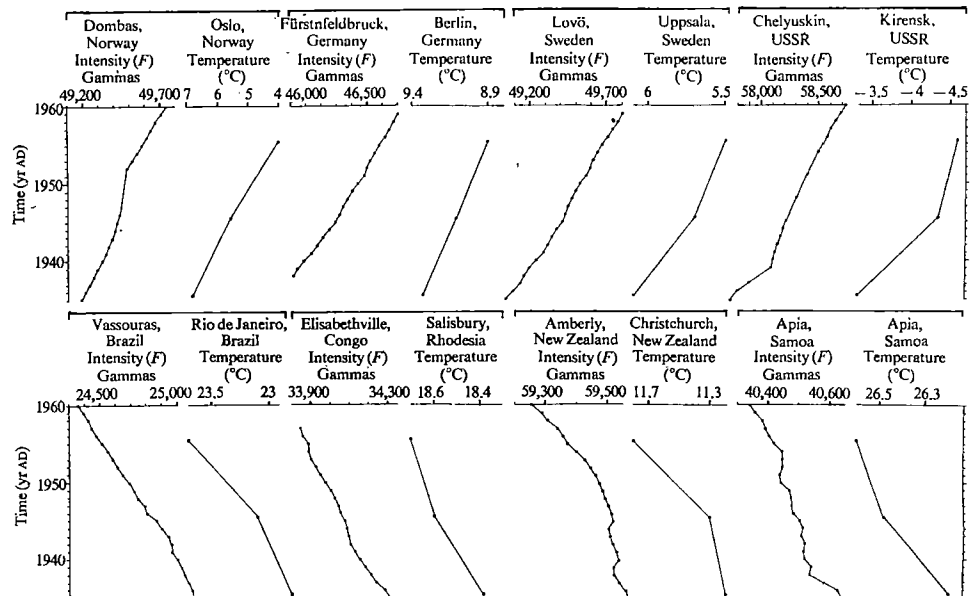 Dombas, Norway Intensity (F) Gammas
49,200 49,700
Oslo, Norway Temperature (°C)
7 6 5 4
Fürstnfeldbruck, Germany Intensity (F) Gammas
46,000 46,500
Berlin, Germany Temperature (°C)
9.4 8.9
Lovö, Sweden Intensity (F) Gammas
49,200 49,700
Uppsala, Sweden Temperature (°C)
6 5.5
Chelyuskin, USSR Intensity (F) Gammas
58,000 58,500
Kirensk, USSR Temperature (°C)
−3.5 −4 −4.5
1960
1950
1940
Time (yr AD)
Vassouras, Brazil Intensity (F) Gammas
24,500 25,000
Rio de Janeiro, Brazil Temperature (°C)
23.5 23
Elisabethville, Congo Intensity (F) Gammas
33,900 34,300
Salisbury, Rhodesia Temperature (°C)
18.6 18.4
Amberly, New Zealand Intensity (F) Gammas
59,300 59,500
Christchurch, New Zealand Temperature (°C)
11.7 11.3
Apia, Samoa Intensity (F) Gammas
40,400 40,600
Apia, Samoa Temperature (°C)
26.5 26.3
1960
1950
1940
Time (yr AD)